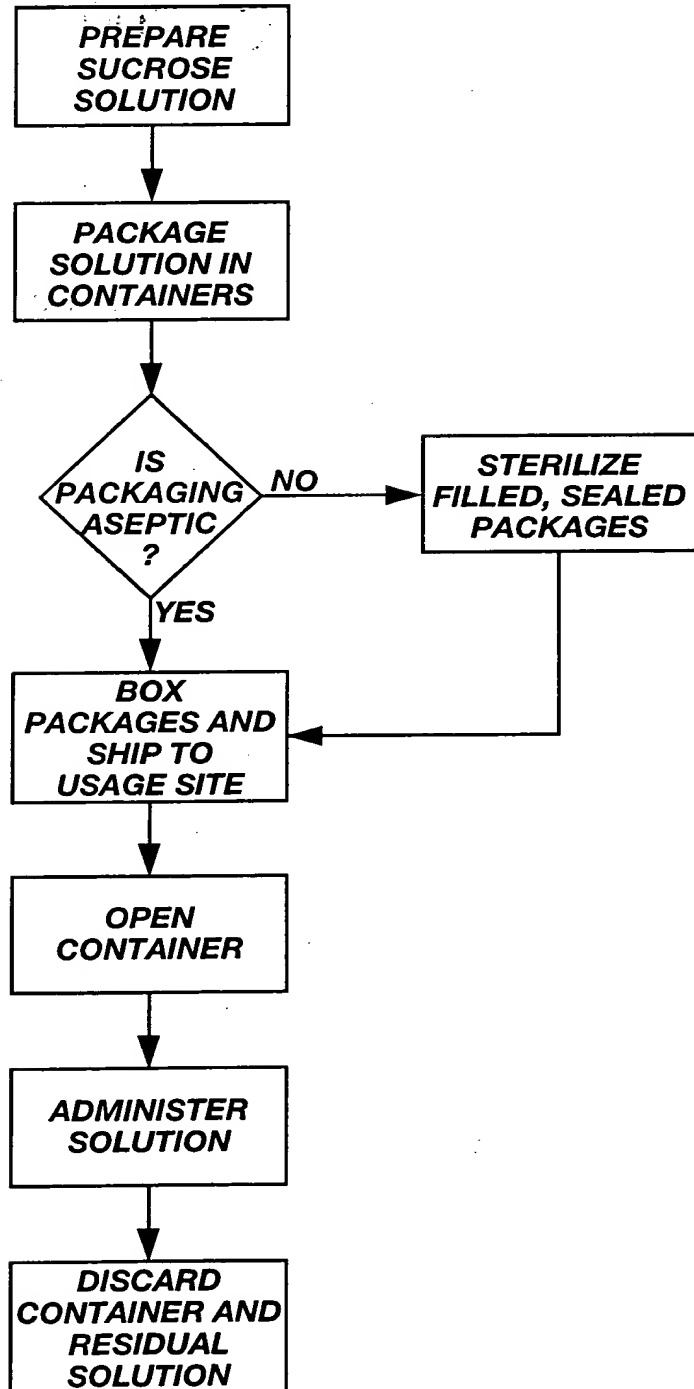 PREPARE
SUCROSE
SOLUTION
PACKAGE
SOLUTION IN
CONTAINERS
IS
PACKAGING
ASEPTIC
?
NO
STERILIZE
FILLED, SEALED
PACKAGES
YES
BOX
PACKAGES AND
SHIP TO
USAGE SITE
OPEN
CONTAINER
ADMINISTER
SOLUTION
DISCARD
CONTAINER AND
RESIDUAL
SOLUTION